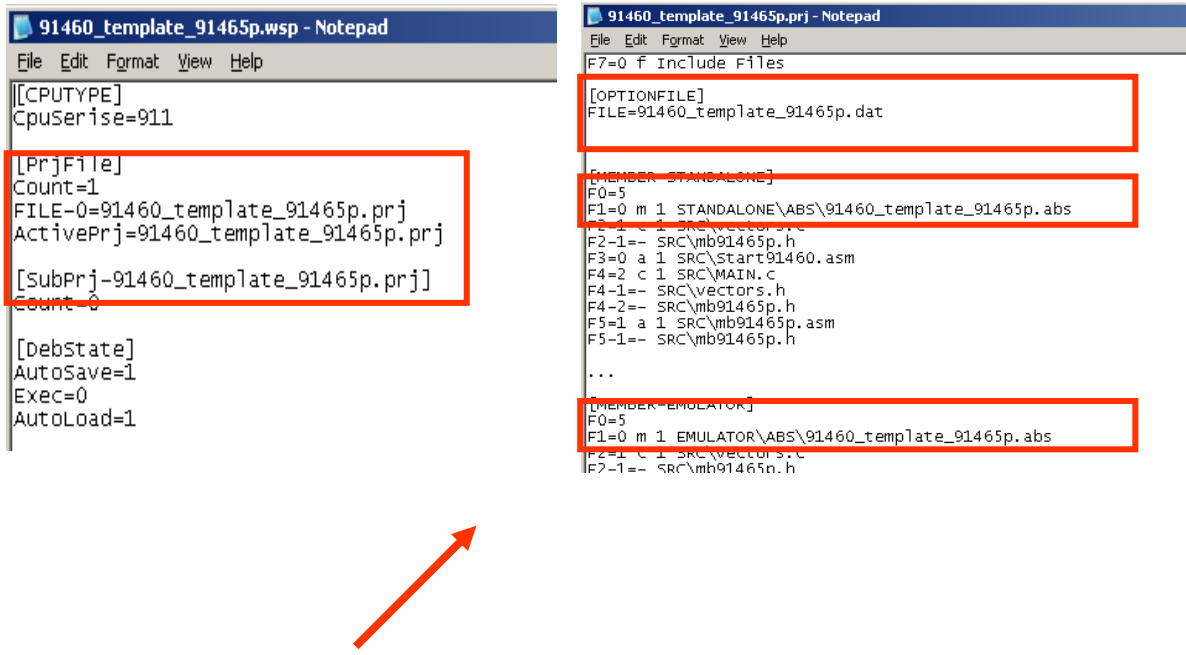 91460_template_91465p.wsp - Notepad
File Edit Format View Help
[CPUTYPE]
CpuSerise=911
[PrjFile]
Count=1
FILE-0=91460_template_91465p.prj
ActivePrj=91460_template_91465p.prj
[SubPrj-91460_template_91465p.prj]
Count=0
[DebState]
AutoSave=1
Exec=0
AutoLoad=1
91460_template_91465p.prj - Notepad
File Edit Format View Help
F7=0 f Include Files
[OPTIONFILE]
FILE=91460_template_91465p.dat
[MEMBER-STANDALONE]
F0=5
F1=0 m 1 STANDALONE\ABS\91460_template_91465p.abs
F2=1 c 1 SRC\vectors.c
F2-1=- SRC\mb91465p.h
F3=0 a 1 SRC\Start91460.asm
F4=2 c 1 SRC\MAIN.c
F4-1=- SRC\vectors.h
F4-2=- SRC\mb91465p.h
F5=1 a 1 SRC\mb91465p.asm
F5-1=- SRC\mb91465p.h
...
[MEMBER-EMULATOR]
F0=5
F1=0 m 1 EMULATOR\ABS\91460_template_91465p.abs
F2=1 c 1 SRC\vectors.c
F2-1=- SRC\mb91465p.h